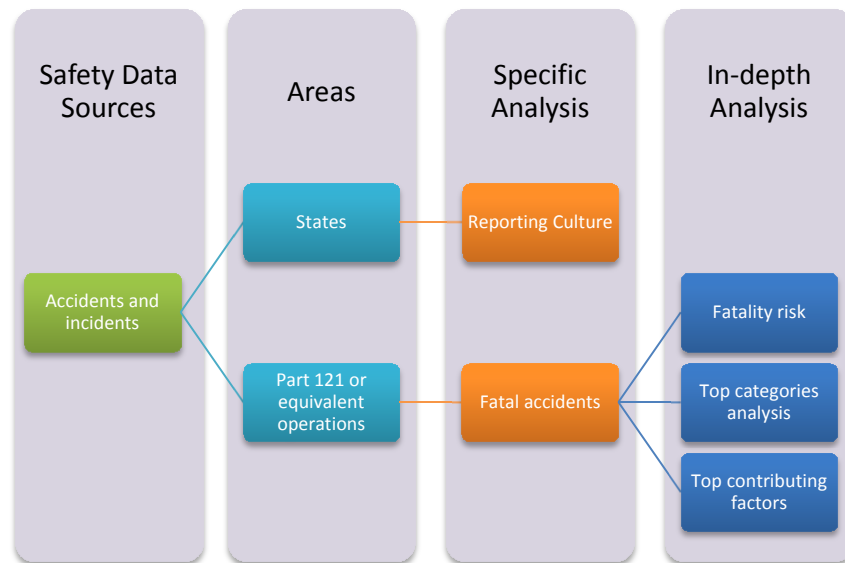 Safety Data
Sources
Areas
Specific
Analysis
In-depth
Analysis
States
Reporting Culture
Accidents and
incidents
Fatality risk
Part 121 or
equivalent
operations
Fatal accidents
Top categories
analysis
Top contributing
factors